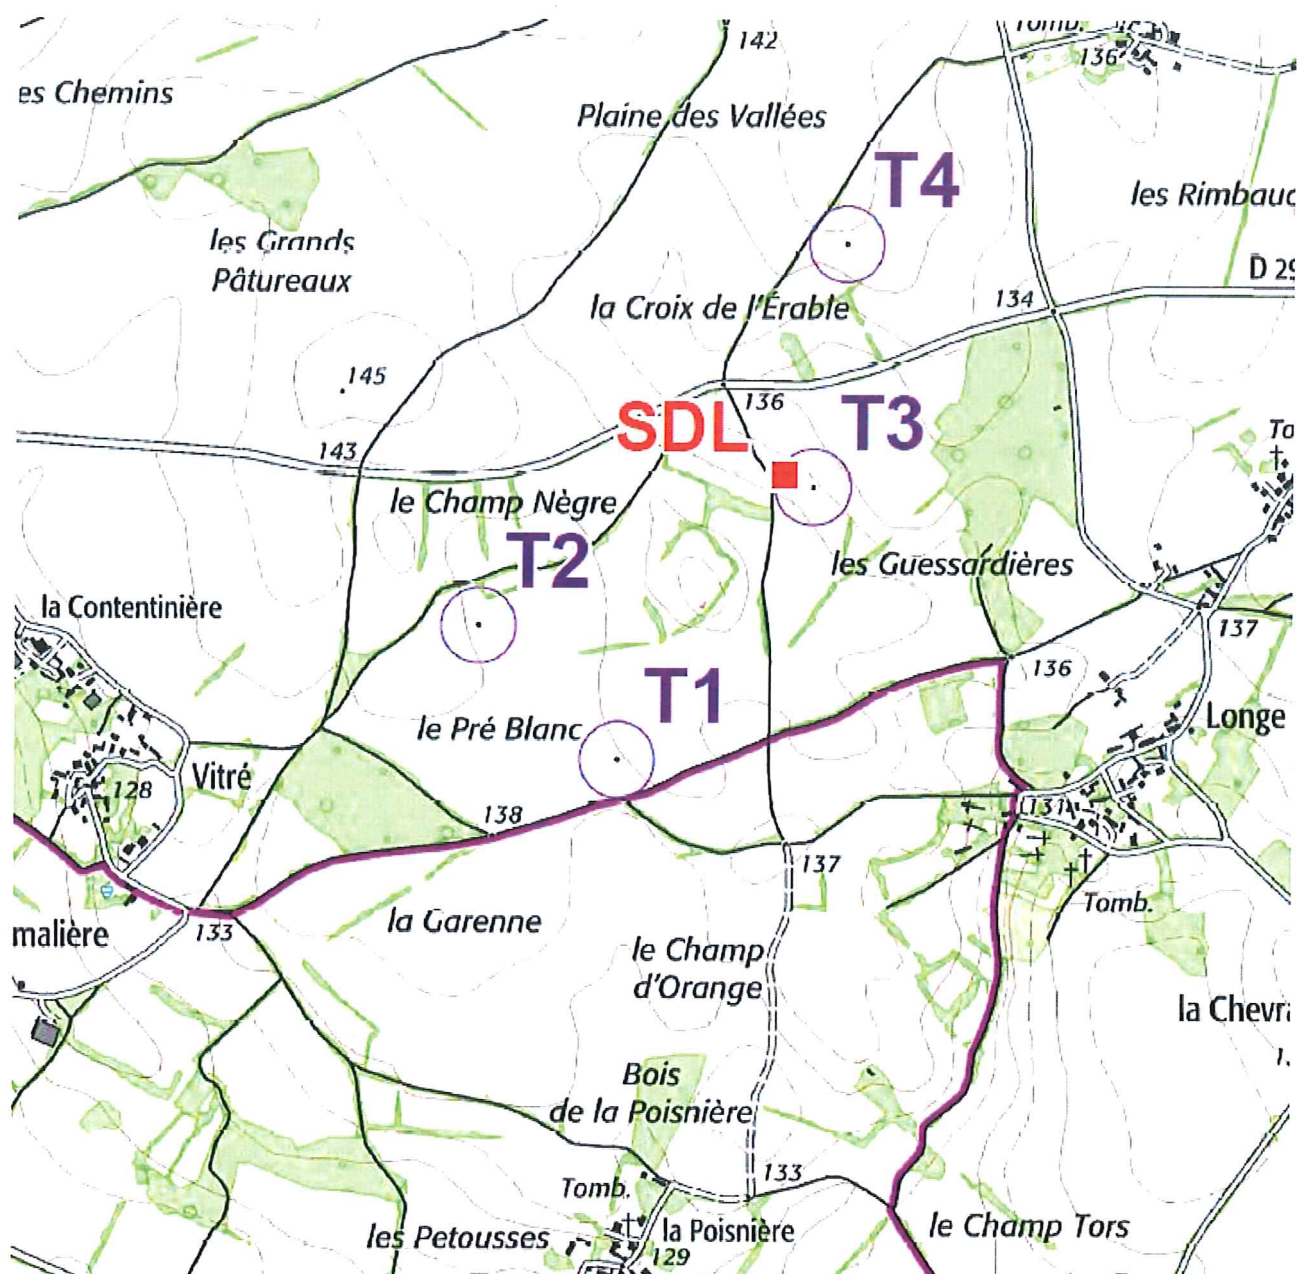 Tomb.
142
136
es Chemins
Plaine des Vallées
T4
les Rimbau
les Grands
Pâtureaux
D 29
la Croix de l'Érable
134
145
136
SDL
T3
143
le Champ Nègre
T2
les Guessardières
la Contentinière
137
136
T1
le Pré Blanc
Longe
Vitré
128
138
131
137
la Garenne
Tomb.
133
malière
le Champ
d'Orange
la Chevr
Bois
de la Poisnière
133
Tomb.
les Petousses
la Poisnière
129
le Champ Tors